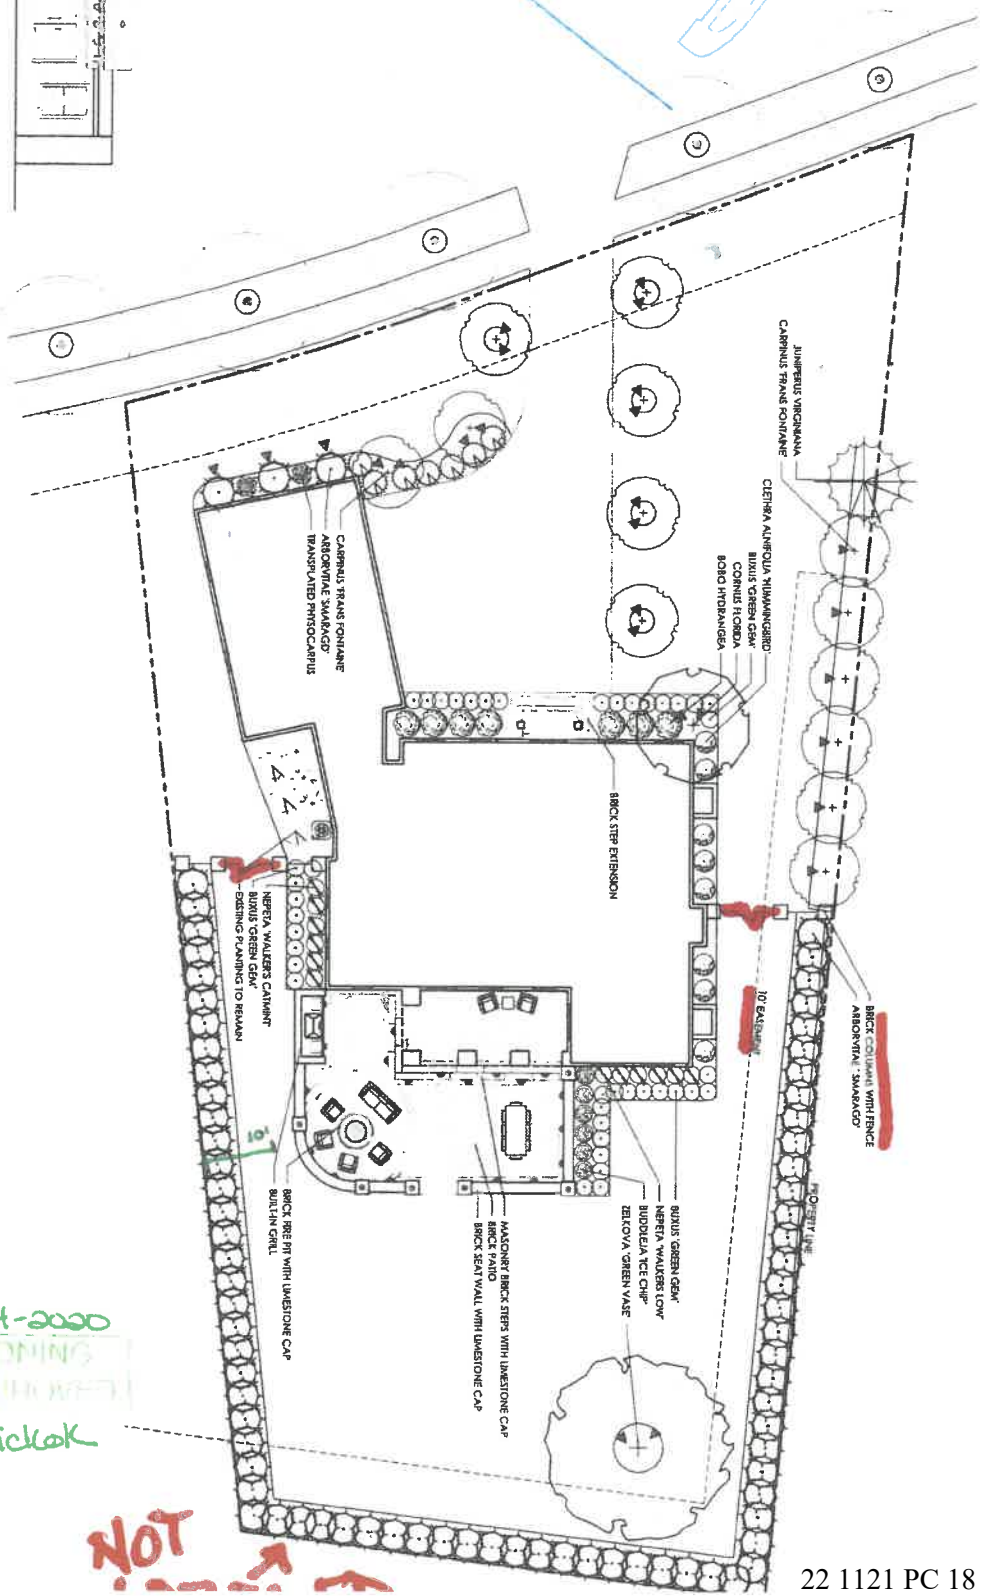 JUNIPERUS VIRGINIANA
CARPINUS 'FRANS FONTAINE'
CLETHRA ALNIFOLIA 'HUMMINGBIRD'
BUXUS 'GREEN GEM'
CORNUS FLORIDA
BOBO HYDRANGEA
CARPINUS 'FRANS FONTAINE'
ARBORVITAE 'SMARAGD'
TRANSPLANTED PHYSOCARPUS
BRICK STEP EXTENSION
NEPETA 'WALKER'S CATMINT'
BUXUS 'GREEN GEM'
EXISTING PLANTING TO REMAIN
10' EASEMENT
BRICK COLUMNS WITH FENCE
ARBORVITAE 'SMARAGD'
PROPERTY LINE
10'
BRICK FIRE PIT WITH LIMESTONE CAP
BUILT-IN GRILL
MASONRY BRICK STEPS WITH LIMESTONE CAP
BRICK PATIO
BRICK SEAT WALL WITH LIMESTONE CAP
BUXUS 'GREEN GEM'
NEPETA 'WALKERS LOW'
BUDDLEJA 'ICE CHIP'
ZELKOVA 'GREEN VASE'
-2020
NOT
22 1121 PC 18